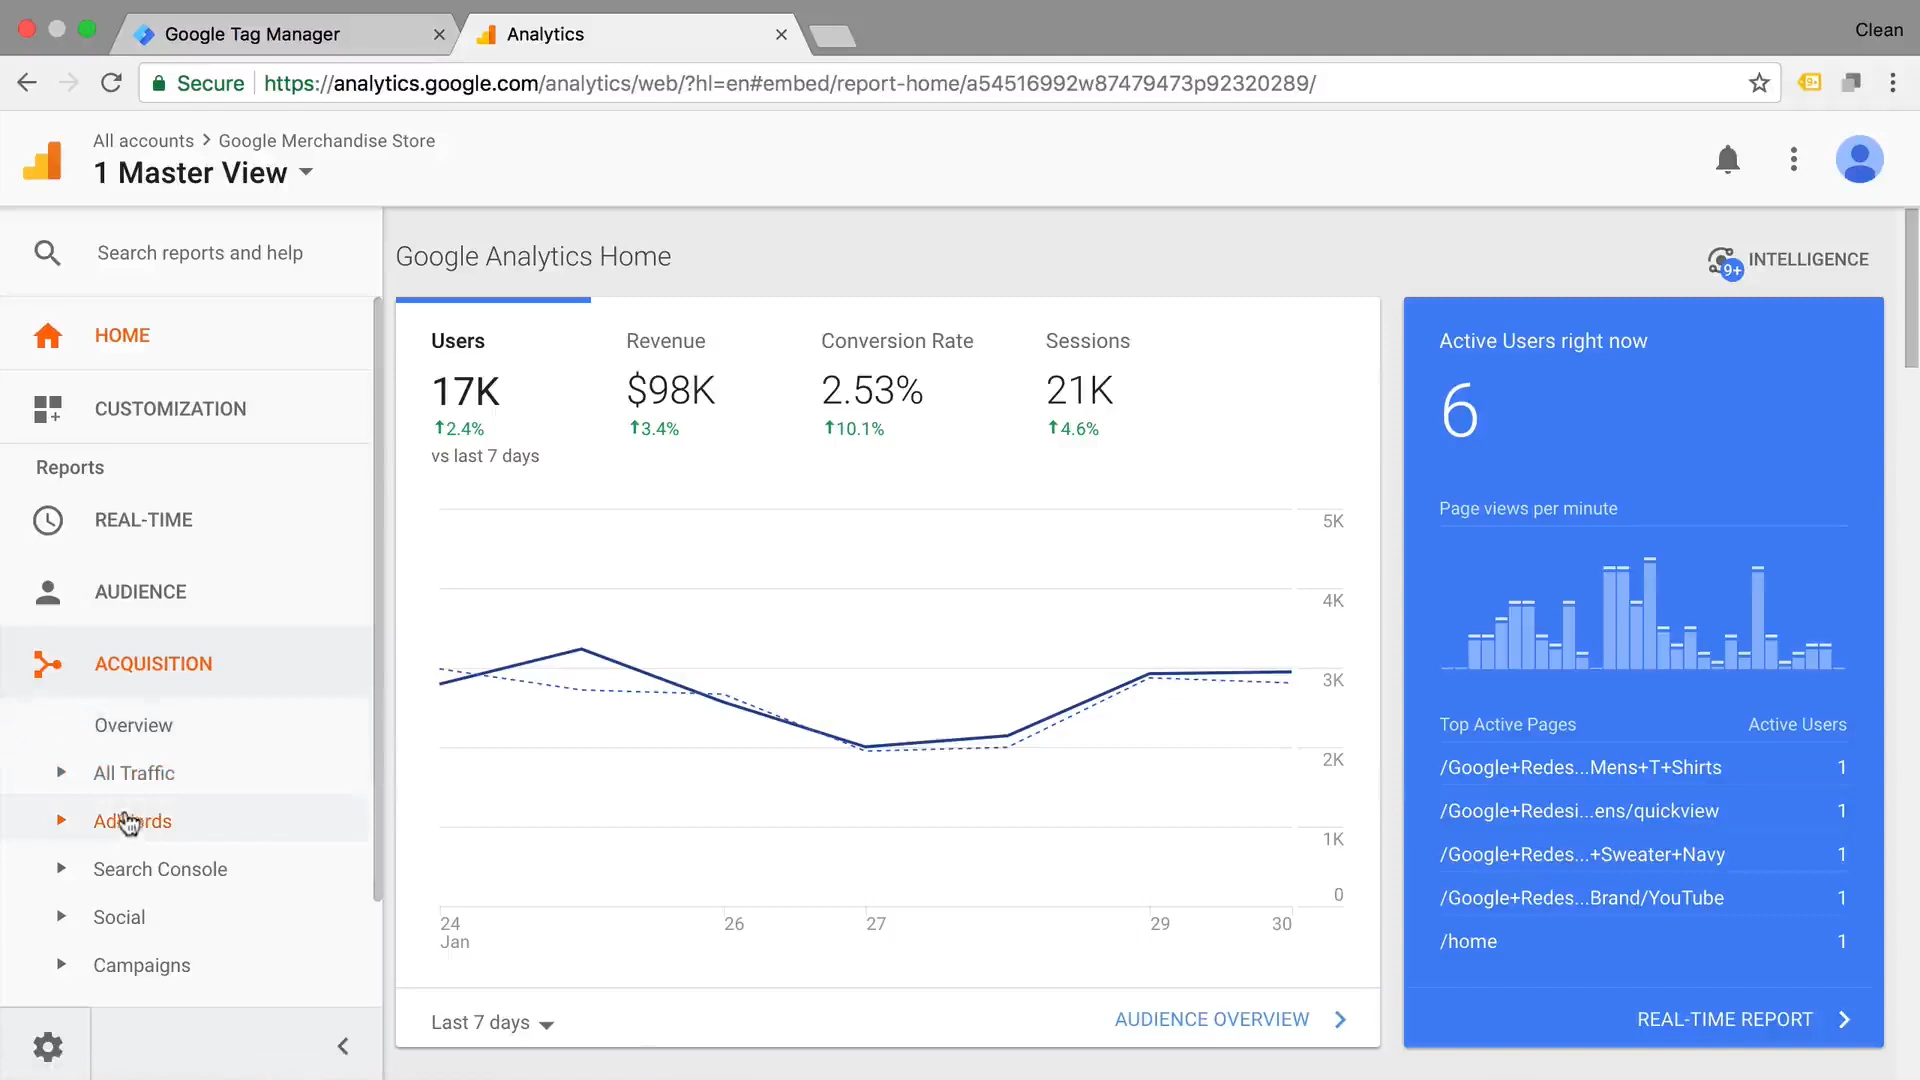 Google Tag Manager
Analytics
Clean
Secure
https://analytics.google.com/analytics/web/?hl=en#embed/report-home/a54516992w87479473p92320289/
All accounts > Google Merchandise Store
1 Master View
Search reports and help
HOME
CUSTOMIZATION
Reports
REAL-TIME
AUDIENCE
ACQUISITION
Overview
All Traffic
Search Console
Social
Campaigns
Google Analytics Home
9+ INTELLIGENCE
Users
17K
2.4%
vs last 7 days
Revenue
$98K
3.4%
Conversion Rate
2.53%
10.1%
Sessions
21K
4.6%
5K
4K
3K
2K
1K
0
24 26 27 29 30
Jan
Last 7 days
AUDIENCE OVERVIEW
Active Users right now
6
Page views per minute
Top Active Pages Active Users
/Google+Redes...Mens+T+Shirts 1
/Google+Redesi...ens/quickview 1
/Google+Redes...+Sweater+Navy 1
/Google+Redes...Brand/YouTube 1
/home 1
REAL-TIME REPORT